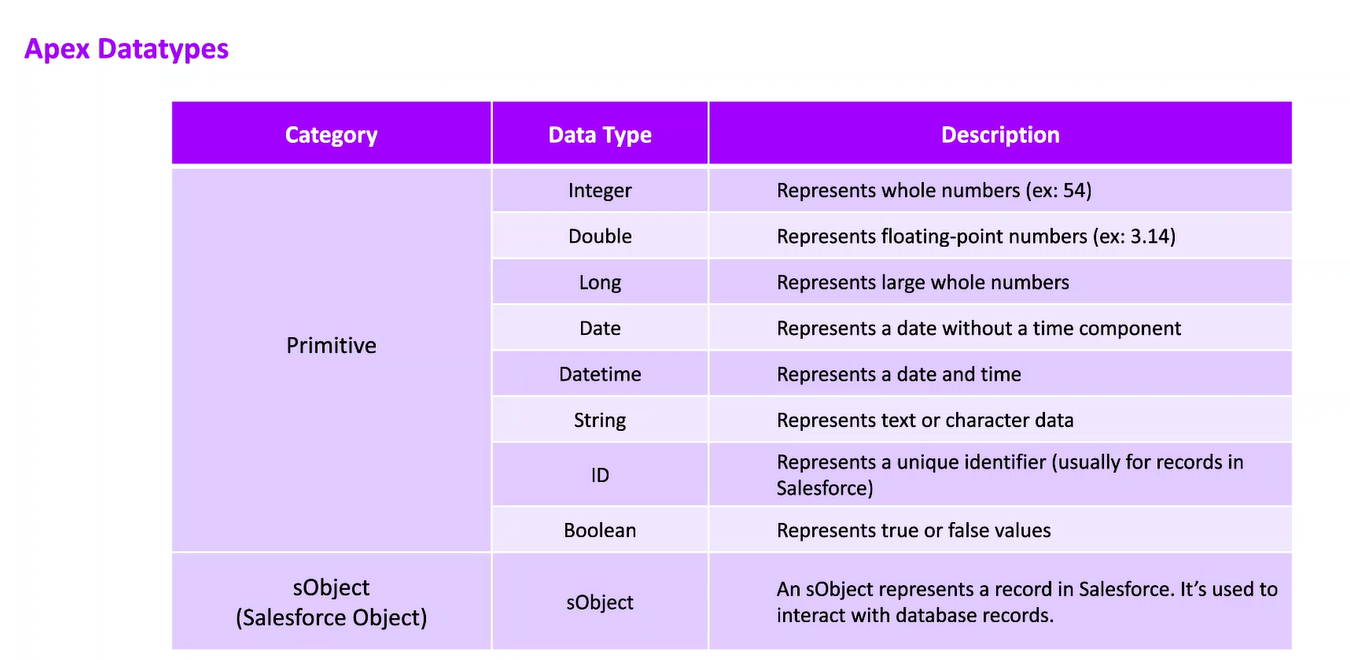 Apex Datatypes
Category
Data Type
Description
Primitive
Integer
Represents whole numbers (ex: 54)
Double
Represents floating-point numbers (ex: 3.14)
Long
Represents large whole numbers
Date
Represents a date without a time component
Datetime
Represents a date and time
String
Represents text or character data
ID
Represents a unique identifier (usually for records in
Salesforce)
Boolean
Represents true or false values
sObject
(Salesforce Object)
sObject
An sObject represents a record in Salesforce. It’s used to
interact with database records.